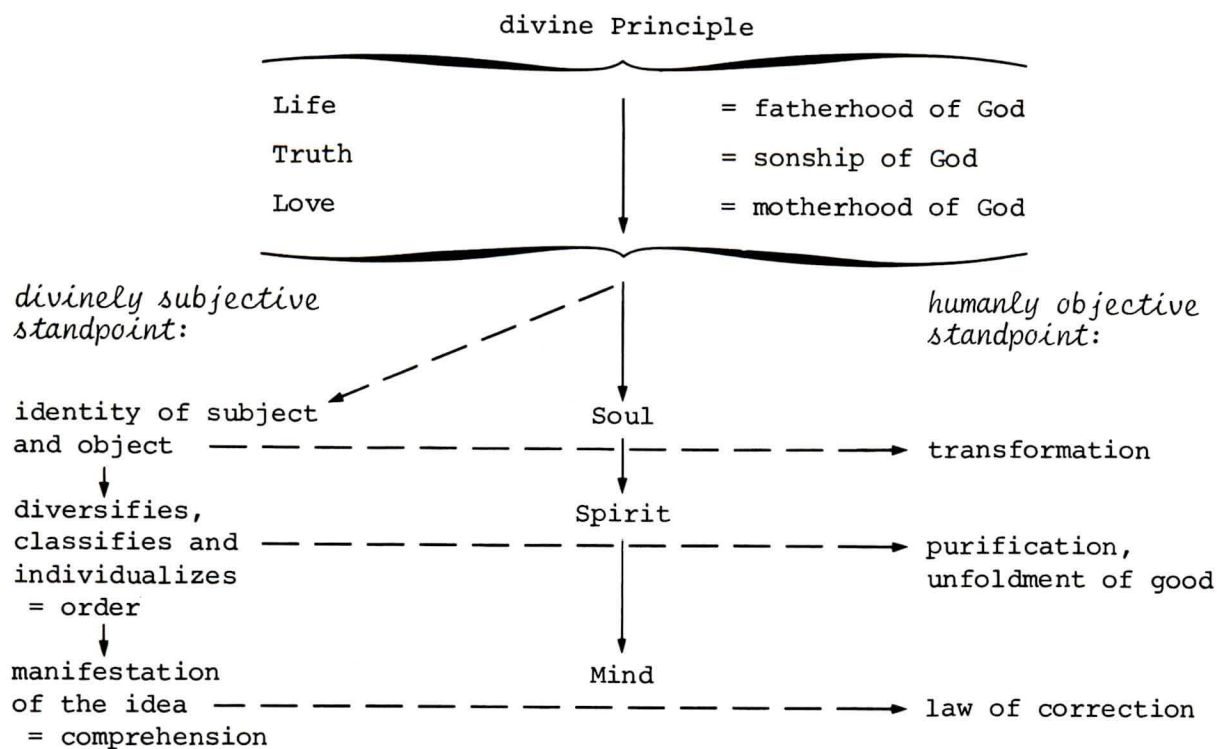 divine Principle
Life = fatherhood of God
Truth = sonship of God
Love = motherhood of God
divinely subjective
standpoint:
humanly objective
standpoint:
identity of subject
and object
Soul
transformation
diversifies,
classifies and
individualizes
= order
Spirit
purification,
unfoldment of good
manifestation
of the idea
= comprehension
Mind
law of correction